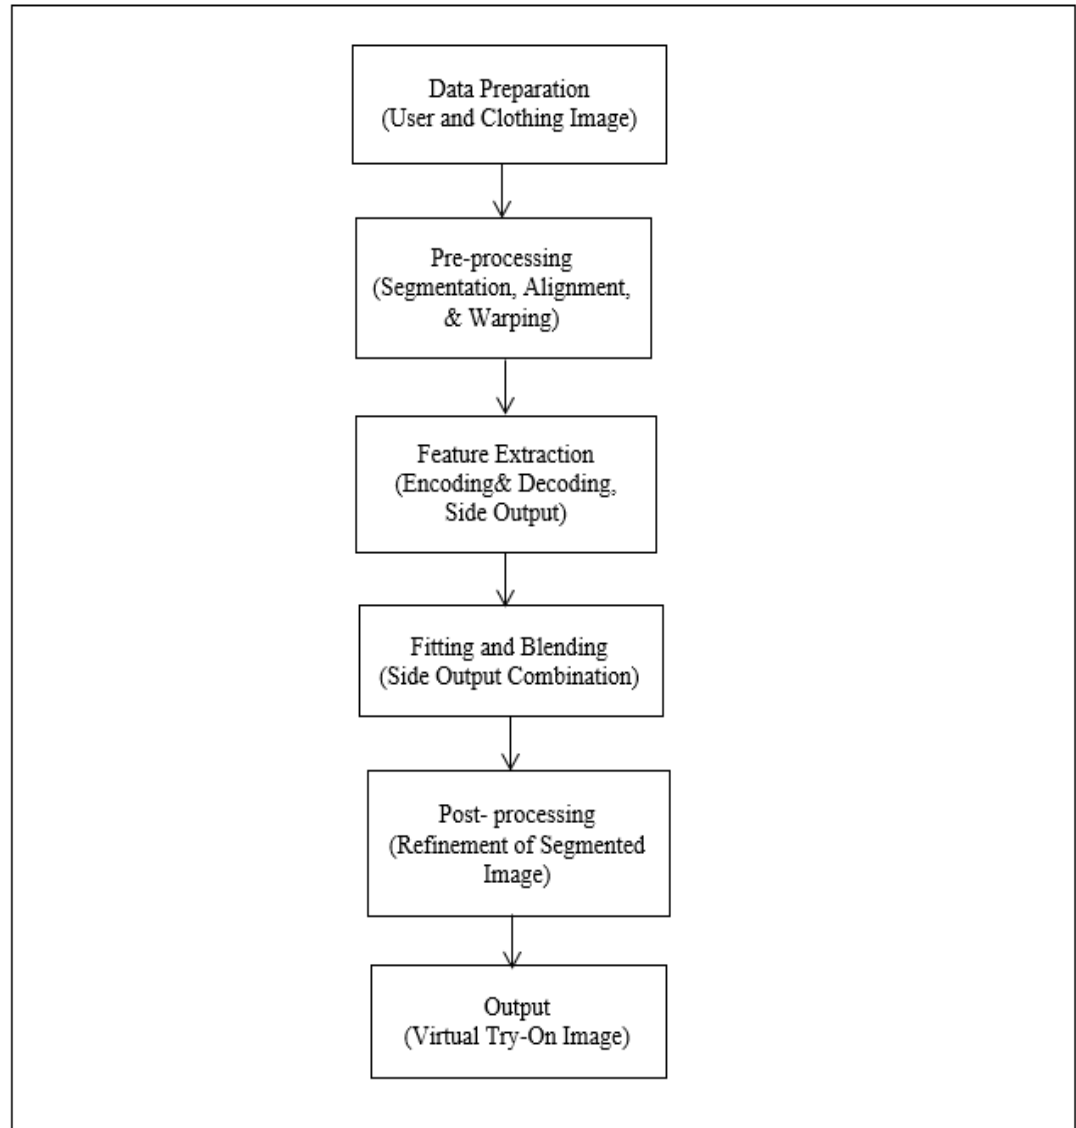 Data Preparation
(User and Clothing Image)
Pre-processing
(Segmentation, Alignment,
& Warping)
Feature Extraction
(Encoding& Decoding,
Side Output)
Fitting and Blending
(Side Output Combination)
Post- processing
(Refinement of Segmented
Image)
Output
(Virtual Try-On Image)